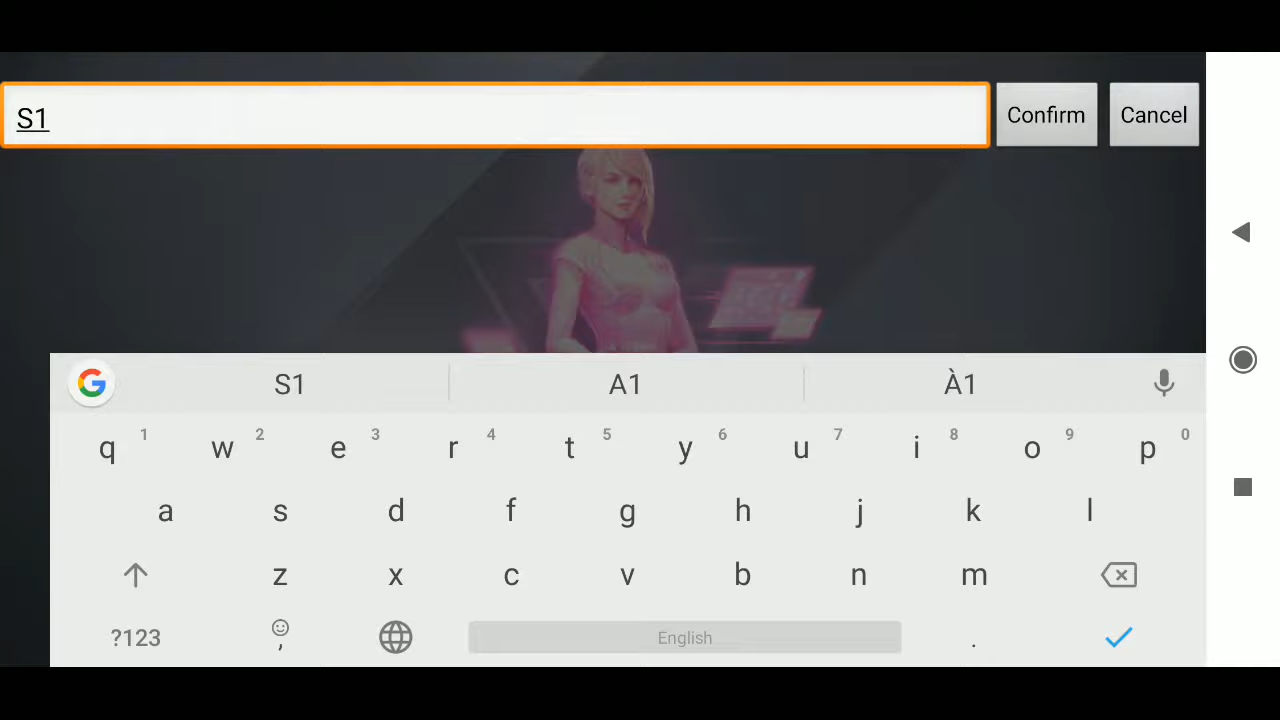 S1 Confirm Cancel
S1 A1 À1
q 1 w 2 e 3 r 4 t 5 y 6 u 7 i 8 o 9 p 0
a s d f g h j k l
z x c v b n m
?123 , English .